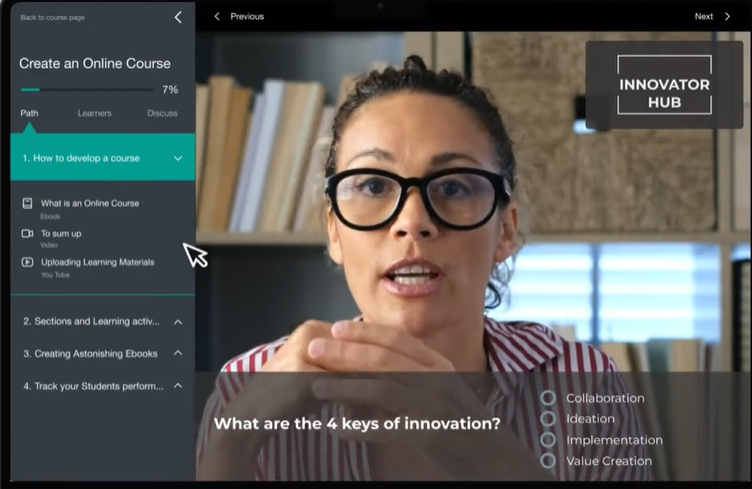 Back to course page
Previous
Next
Create an Online Course
7%
Path
Learners
Discuss
1. How to develop a course
What is an Online Course
Ebook
To sum up
Video
Uploading Learning Materials
You Tube
2. Sections and Learning activ...
3. Creating Astonishing Ebooks
4. Track your Students perform...
INNOVATOR
HUB
What are the 4 keys of innovation?
Collaboration
Ideation
Implementation
Value Creation